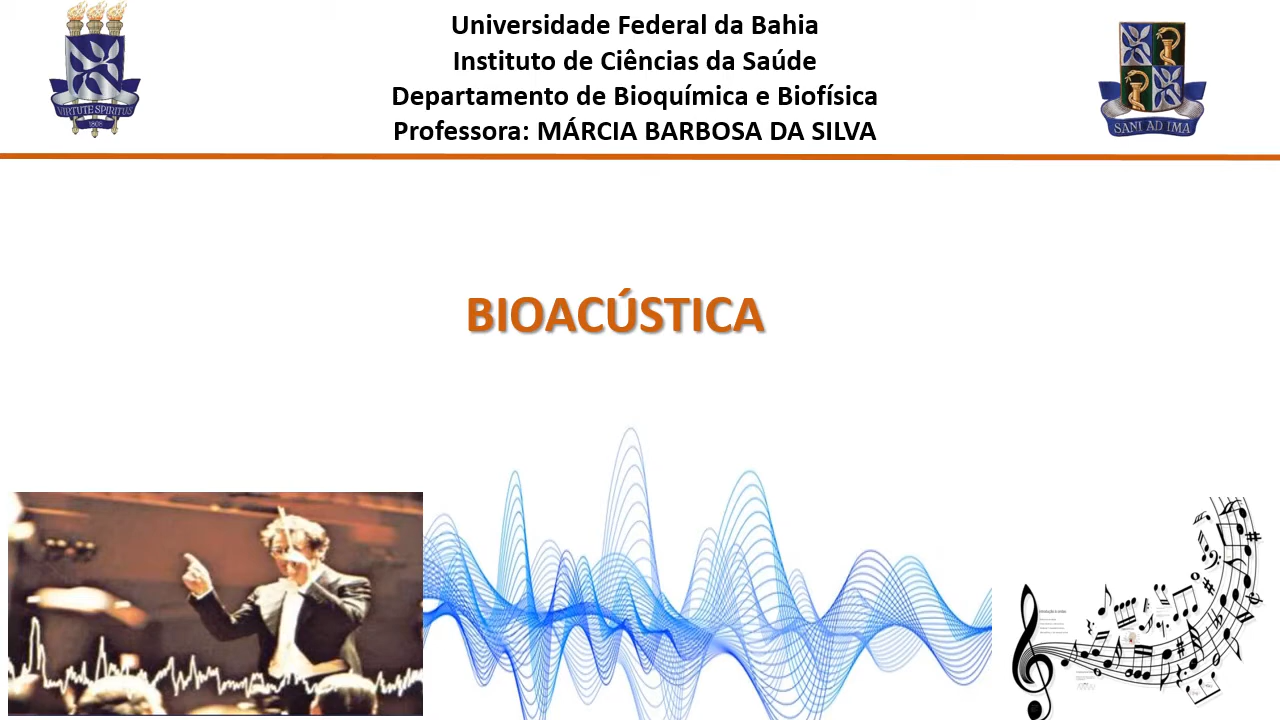 Universidade Federal da Bahia
Instituto de Ciências da Saúde
Departamento de Bioquímica e Biofísica
Professora: MÁRCIA BARBOSA DA SILVA
VIRTUTE SPIRITUS
1808
SANI AD IMA
BIOACÚSTICA